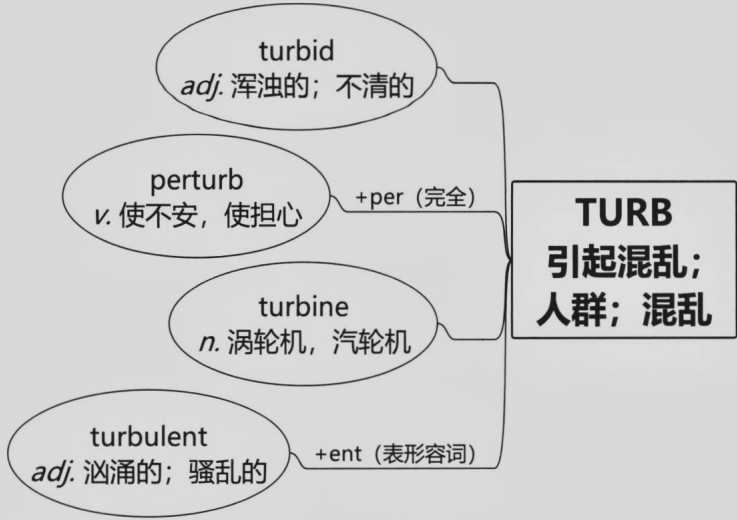 turbid
adj. 浑浊的；不清的
perturb
v. 使不安，使担心
+per（完全）
turbine
n. 涡轮机，汽轮机
turbulent
adj. 汹涌的；骚乱的
+ent（表形容词）
TURB
引起混乱；
人群；混乱